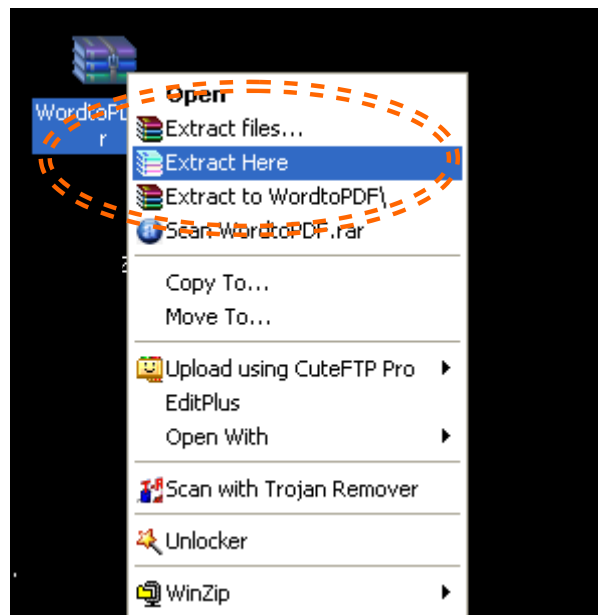 WordtoPD
r
Open
Extract files...
Extract Here
Extract to WordtoPDF\
Scan WordtoPDF.rar
Copy To...
Move To...
Upload using CuteFTP Pro
EditPlus
Open With
Scan with Trojan Remover
Unlocker
WinZip